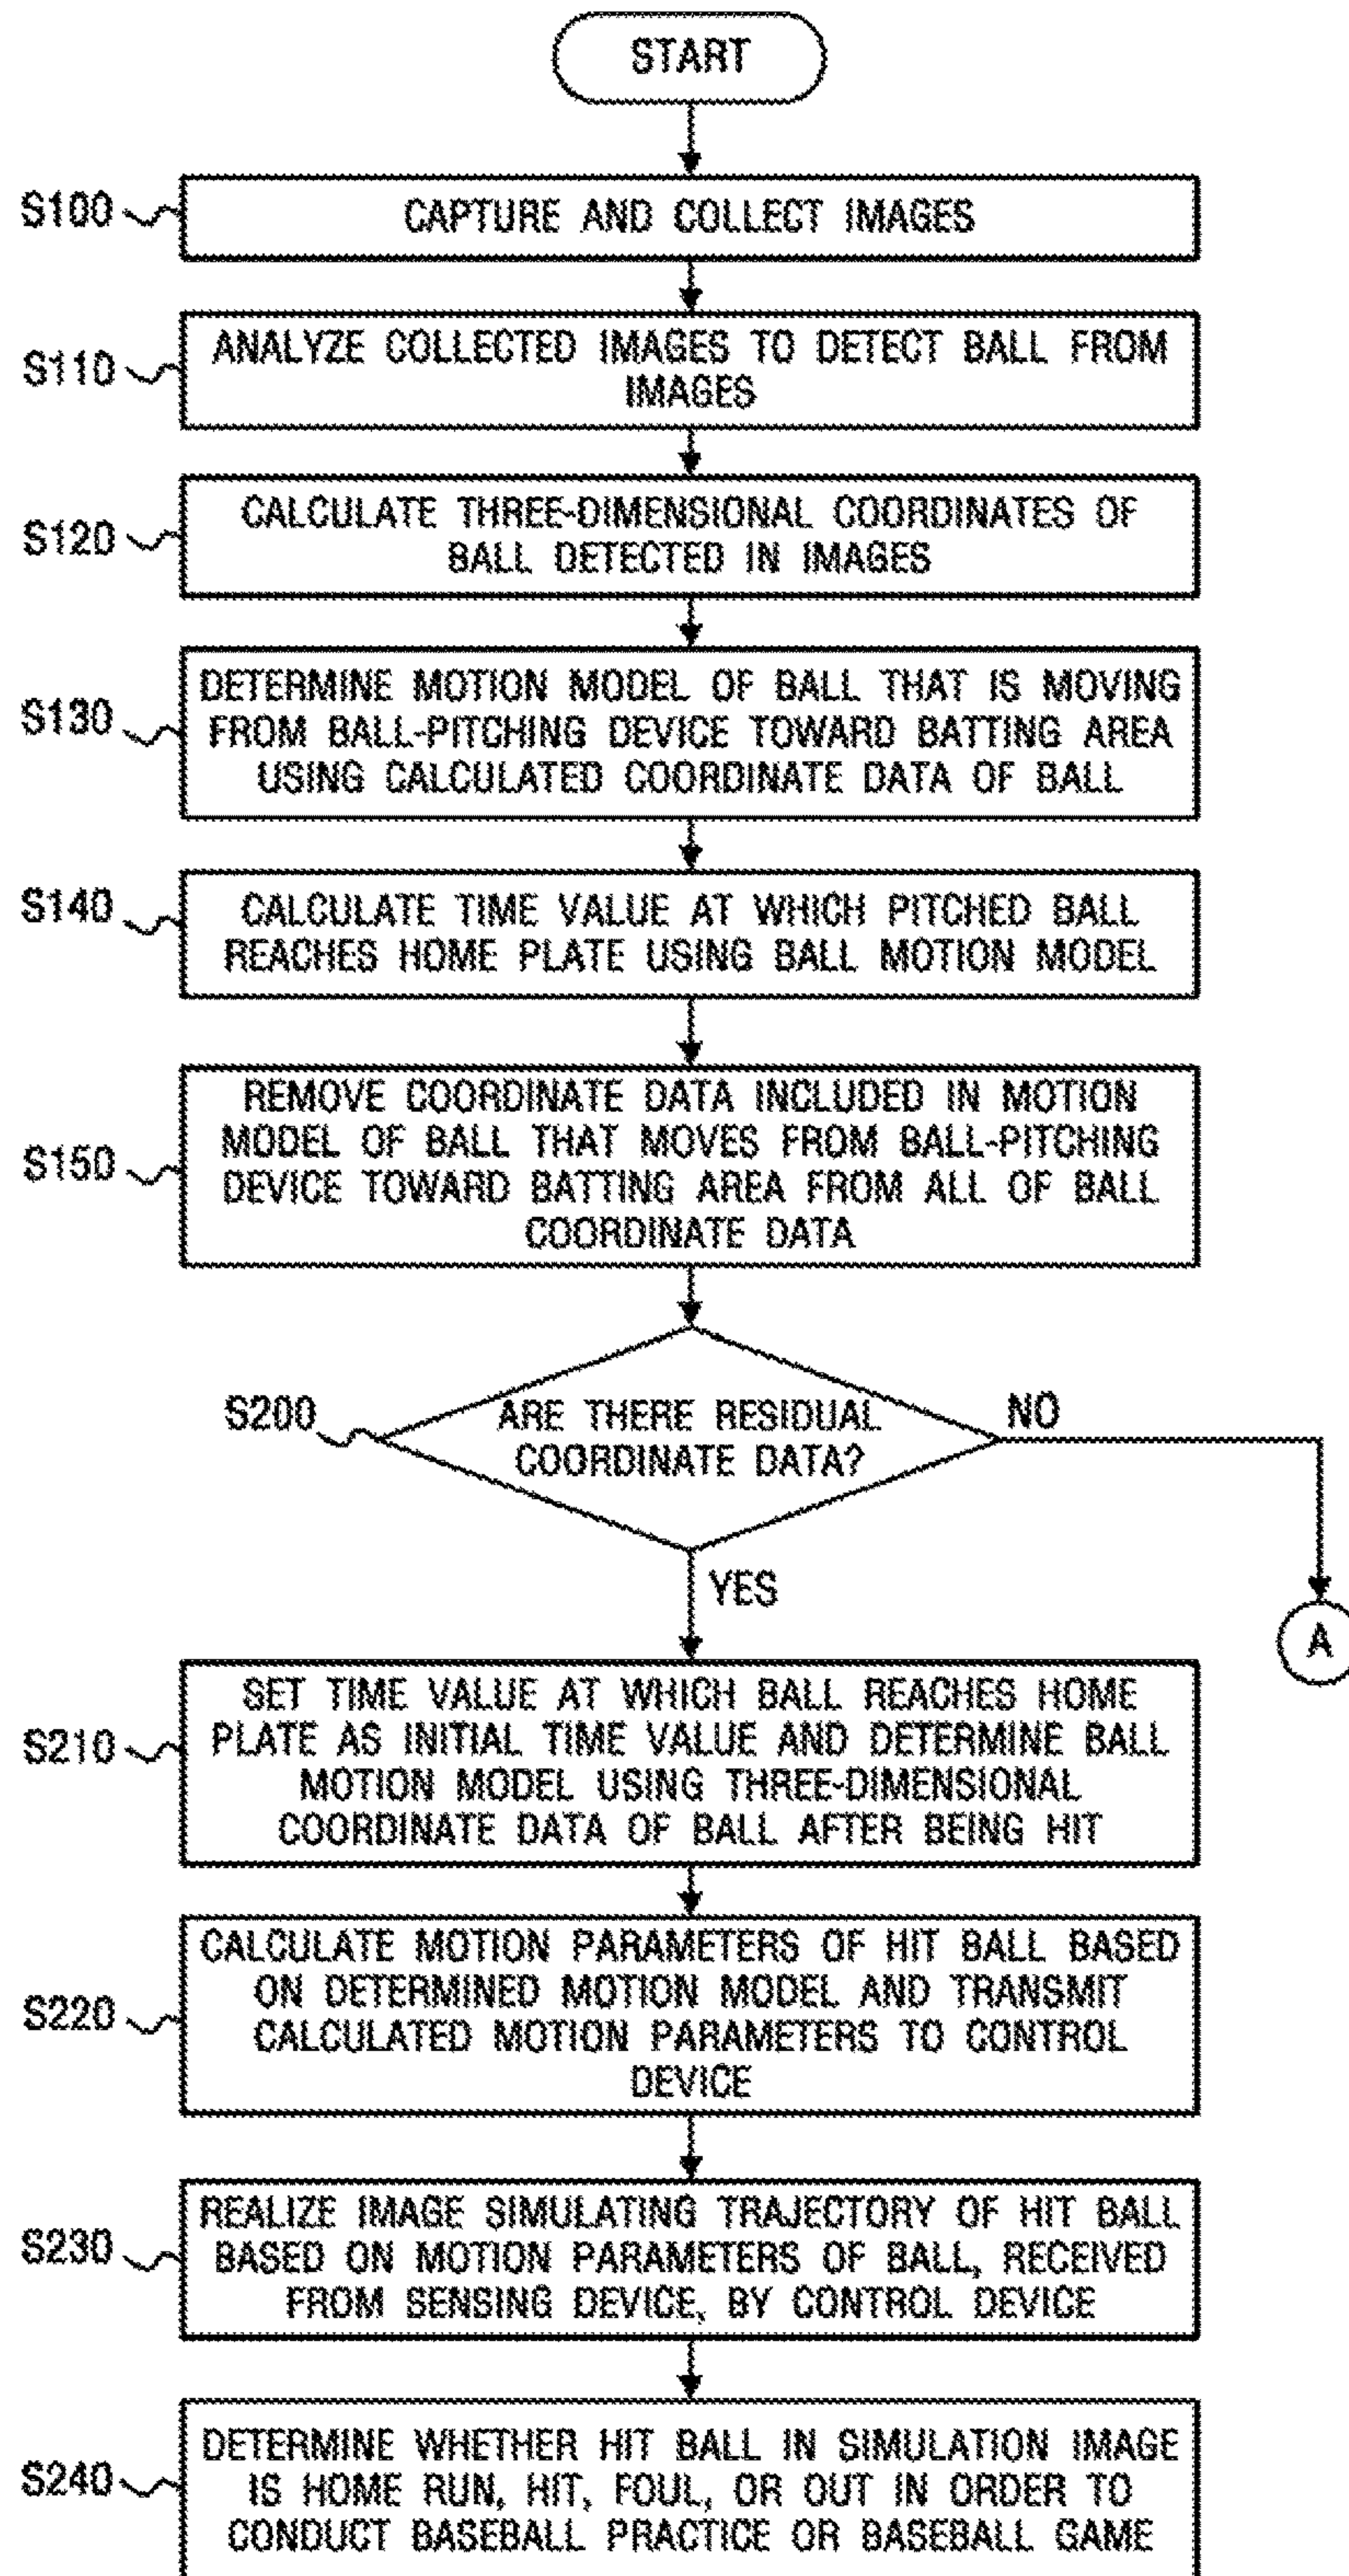 START
S100
CAPTURE AND COLLECT IMAGES
S110
ANALYZE COLLECTED IMAGES TO DETECT BALL FROM
IMAGES
S120
CALCULATE THREE-DIMENSIONAL COORDINATES OF
BALL DETECTED IN IMAGES
S130
DETERMINE MOTION MODEL OF BALL THAT IS MOVING
FROM BALL-PITCHING DEVICE TOWARD BATTING AREA
USING CALCULATED COORDINATE DATA OF BALL
S140
CALCULATE TIME VALUE AT WHICH PITCHED BALL
REACHES HOME PLATE USING BALL MOTION MODEL
S150
REMOVE COORDINATE DATA INCLUDED IN MOTION
MODEL OF BALL THAT MOVES FROM BALL-PITCHING
DEVICE TOWARD BATTING AREA FROM ALL OF BALL
COORDINATE DATA
S200
ARE THERE RESIDUAL
COORDINATE DATA?
NO
YES
A
S210
SET TIME VALUE AT WHICH BALL REACHES HOME
PLATE AS INITIAL TIME VALUE AND DETERMINE BALL
MOTION MODEL USING THREE-DIMENSIONAL
COORDINATE DATA OF BALL AFTER BEING HIT
S220
CALCULATE MOTION PARAMETERS OF HIT BALL BASED
ON DETERMINED MOTION MODEL AND TRANSMIT
CALCULATED MOTION PARAMETERS TO CONTROL
DEVICE
S230
REALIZE IMAGE SIMULATING TRAJECTORY OF HIT BALL
BASED ON MOTION PARAMETERS OF BALL, RECEIVED
FROM SENSING DEVICE, BY CONTROL DEVICE
S240
DETERMINE WHETHER HIT BALL IN SIMULATION IMAGE
IS HOME RUN, HIT, FOUL, OR OUT IN ORDER TO
CONDUCT BASEBALL PRACTICE OR BASEBALL GAME